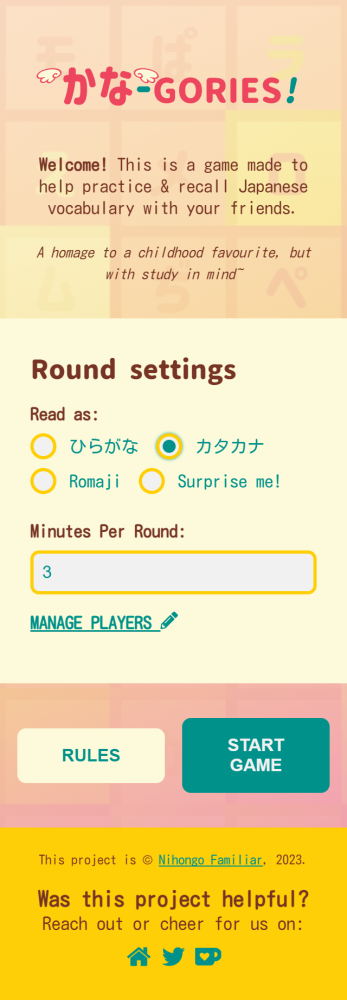 かな-GORIES!
Welcome! This is a game made to
help practice & recall Japanese
vocabulary with your friends.
A homage to a childhood favourite, but
with study in mind~
Round settings
Read as:
ひらがな カタカナ
Romaji Surprise me!
Minutes Per Round:
3
MANAGE PLAYERS
RULES
START
GAME
This project is © Nihongo Familiar, 2023.
Was this project helpful?
Reach out or cheer for us on: